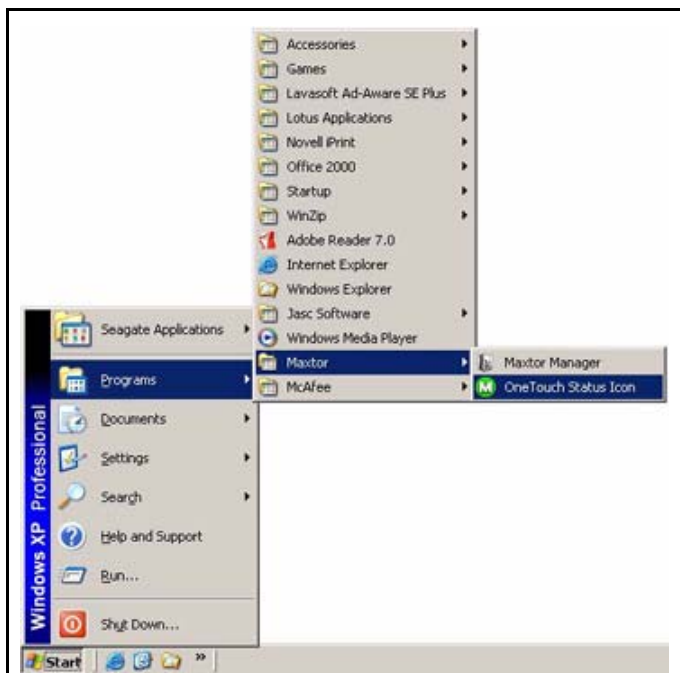 Accessories
Games
Lavasoft Ad-Aware SE Plus
Lotus Applications
Novell iPrint
Office 2000
Startup
WinZip
Adobe Reader 7.0
Internet Explorer
Windows Explorer
Jasc Software
Windows Media Player
Maxtor
McAfee
Maxtor Manager
OneTouch Status Icon
Seagate Applications
Programs
Documents
Settings
Search
Help and Support
Run...
Shut Down...
Windows XP Professional
Start
»